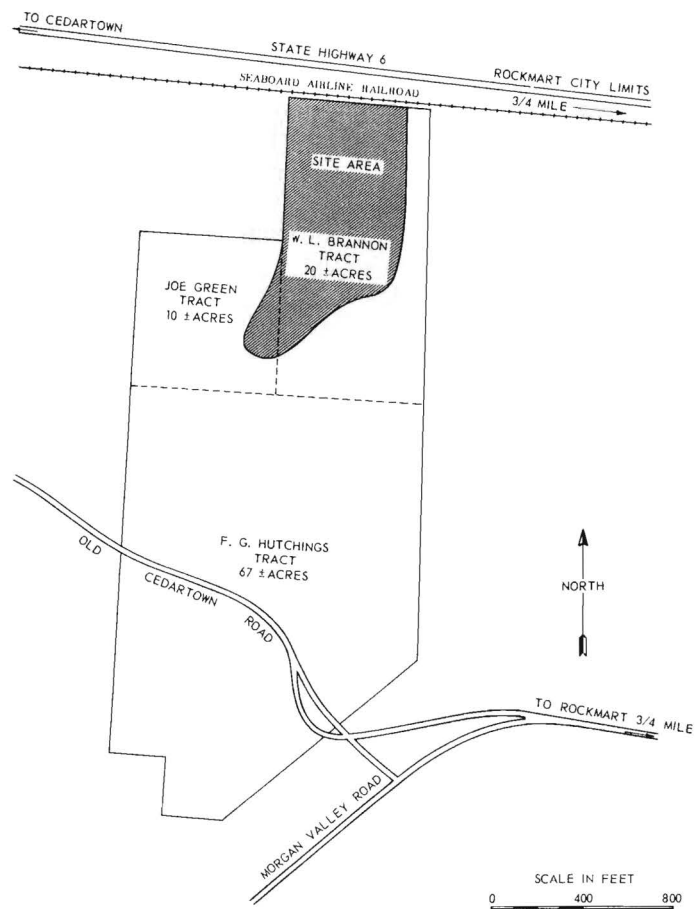 TO CEDARTOWN
STATE HIGHWAY 6
ROCKMART CITY LIMITS
SEABOARD AIRLINE RAILROAD
3/4 MILE
SITE AREA
W. L. BRANNON
TRACT
20 ± ACRES
JOE GREEN
TRACT
10 ± ACRES
F. G. HUTCHINGS
TRACT
67 ± ACRES
OLD CEDARTOWN ROAD
NORTH
TO ROCKMART 3/4 MILE
MORGAN VALLEY ROAD
SCALE IN FEET
0 400 800